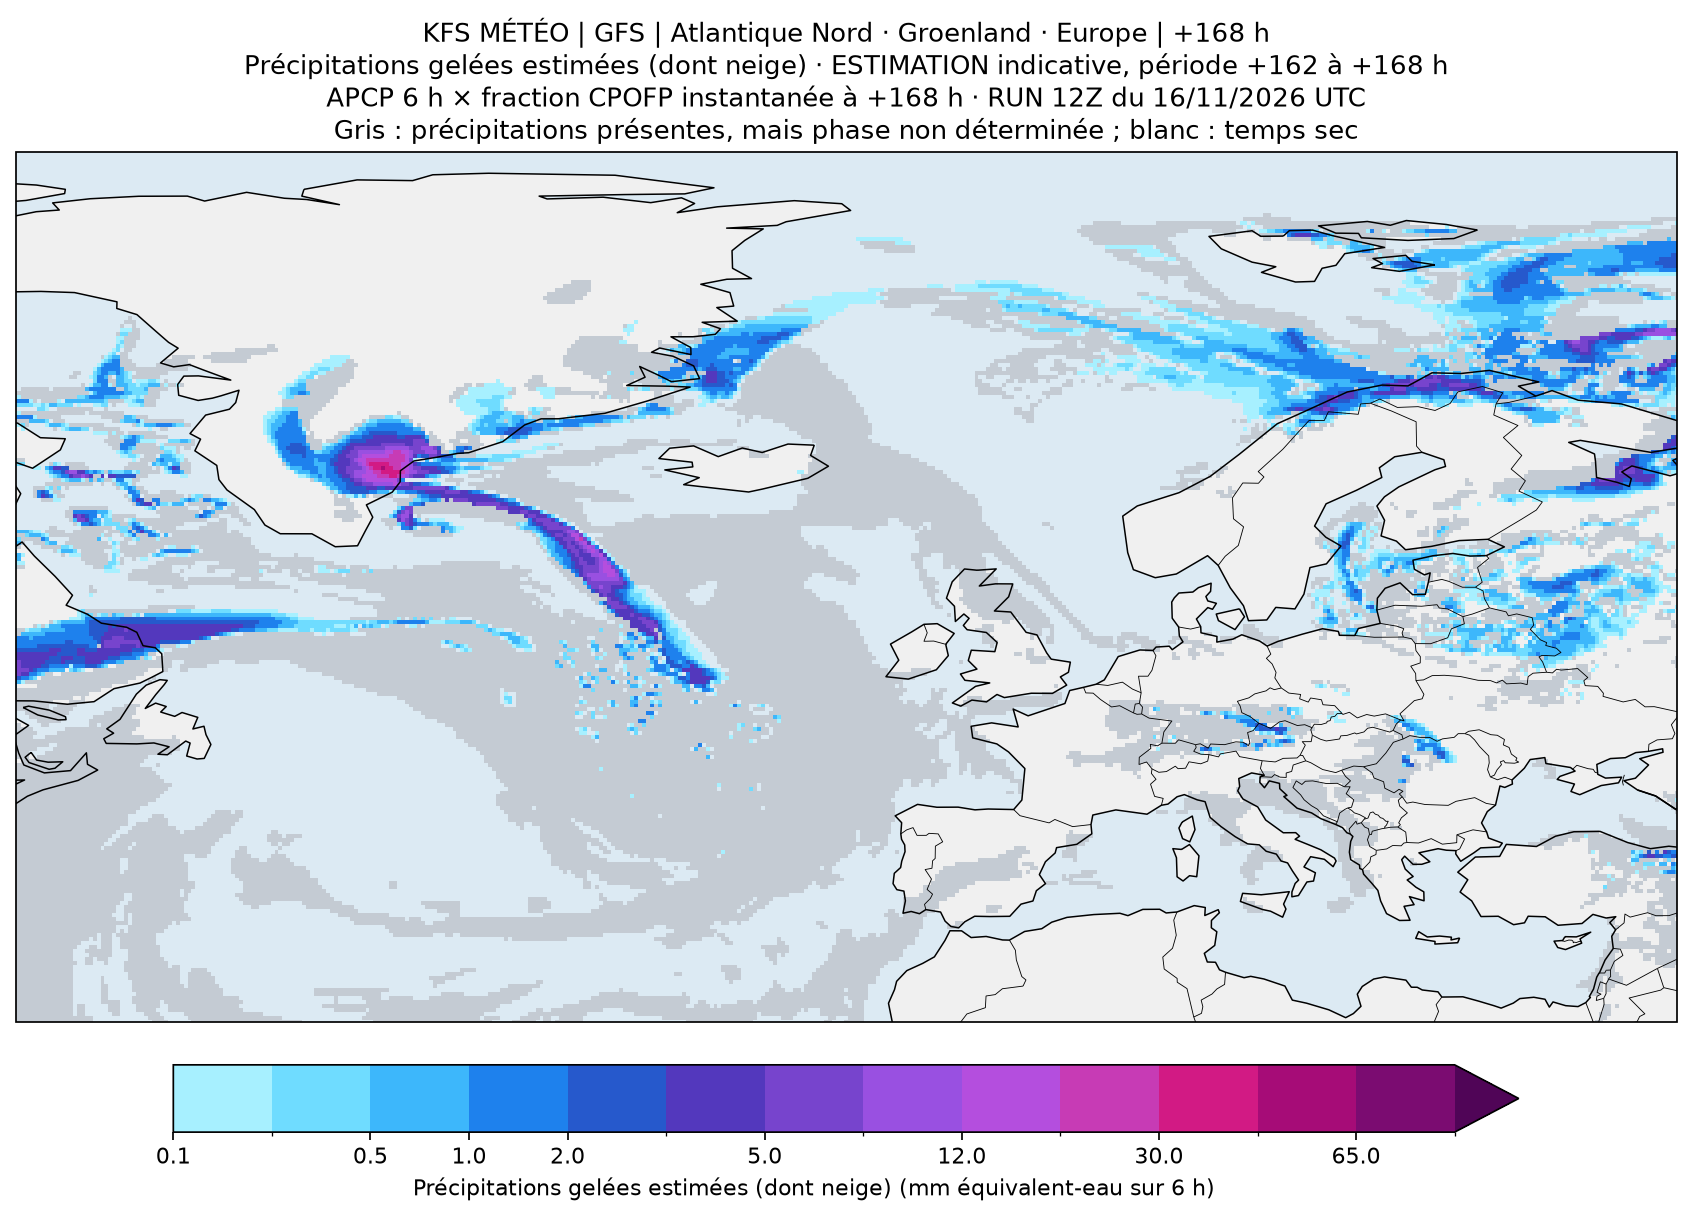 KFS MÉTÉO | GFS | Atlantique Nord · Groenland · Europe | +168 h
Précipitations gelées estimées (dont neige) · ESTIMATION indicative, période +162 à +168 h
APCP 6 h × fraction CPOFP instantanée à +168 h · RUN 12Z du 16/11/2026 UTC
Gris : précipitations présentes, mais phase non déterminée ; blanc : temps sec
0.1 0.5 1.0 2.0 5.0 12.0 30.0 65.0
Précipitations gelées estimées (dont neige) (mm équivalent-eau sur 6 h)